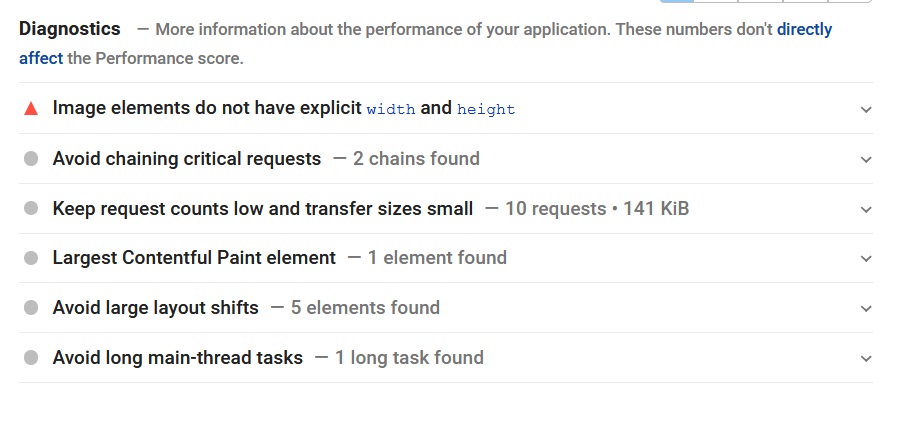 Diagnostics — More information about the performance of your application. These numbers don't directly
affect the Performance score.
Image elements do not have explicit width and height
Avoid chaining critical requests — 2 chains found
Keep request counts low and transfer sizes small — 10 requests • 141 KiB
Largest Contentful Paint element — 1 element found
Avoid large layout shifts — 5 elements found
Avoid long main-thread tasks — 1 long task found